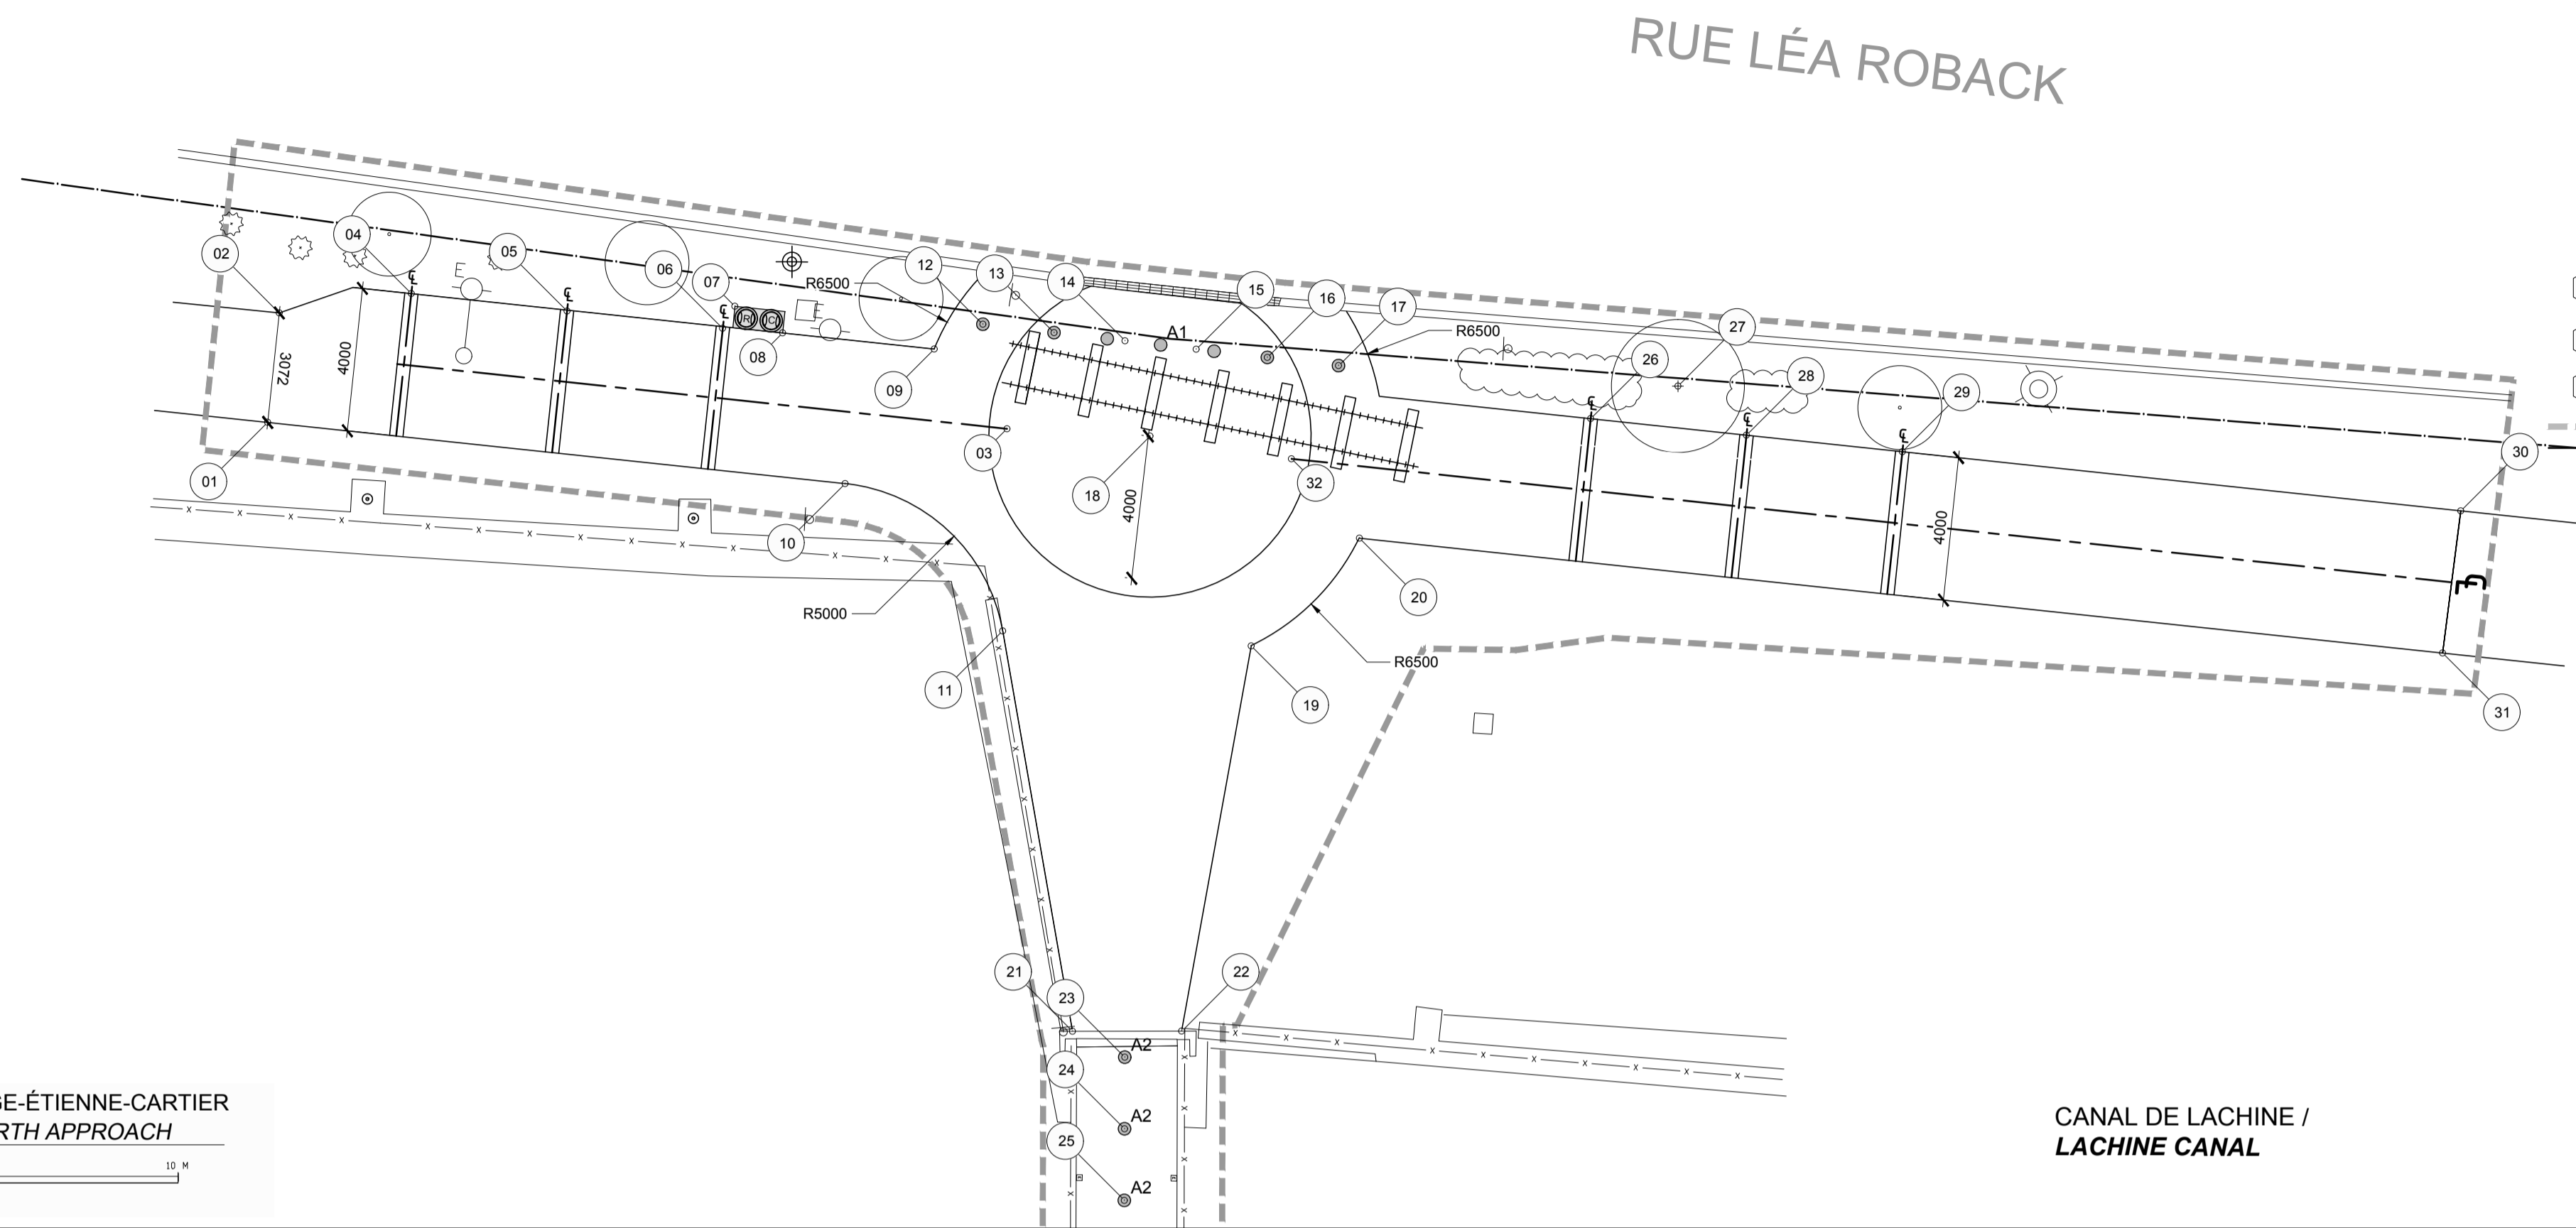 RUE LÉA ROBACK
02
04
05
06
07
08
09
12
13
14
15
16
17
R6500
A1
R6500
27
26
28
29
30
3072
4000
E
E
R
C
℄
℄
℄
℄
℄
℄
03
18
4000
32
4000
01
10
R5000
11
20
R6500
19
31
21
23
22
A2
24
A2
25
A2
GE-ÉTIENNE-CARTIER
RTH APPROACH
10 M
CANAL DE LACHINE /
LACHINE CANAL